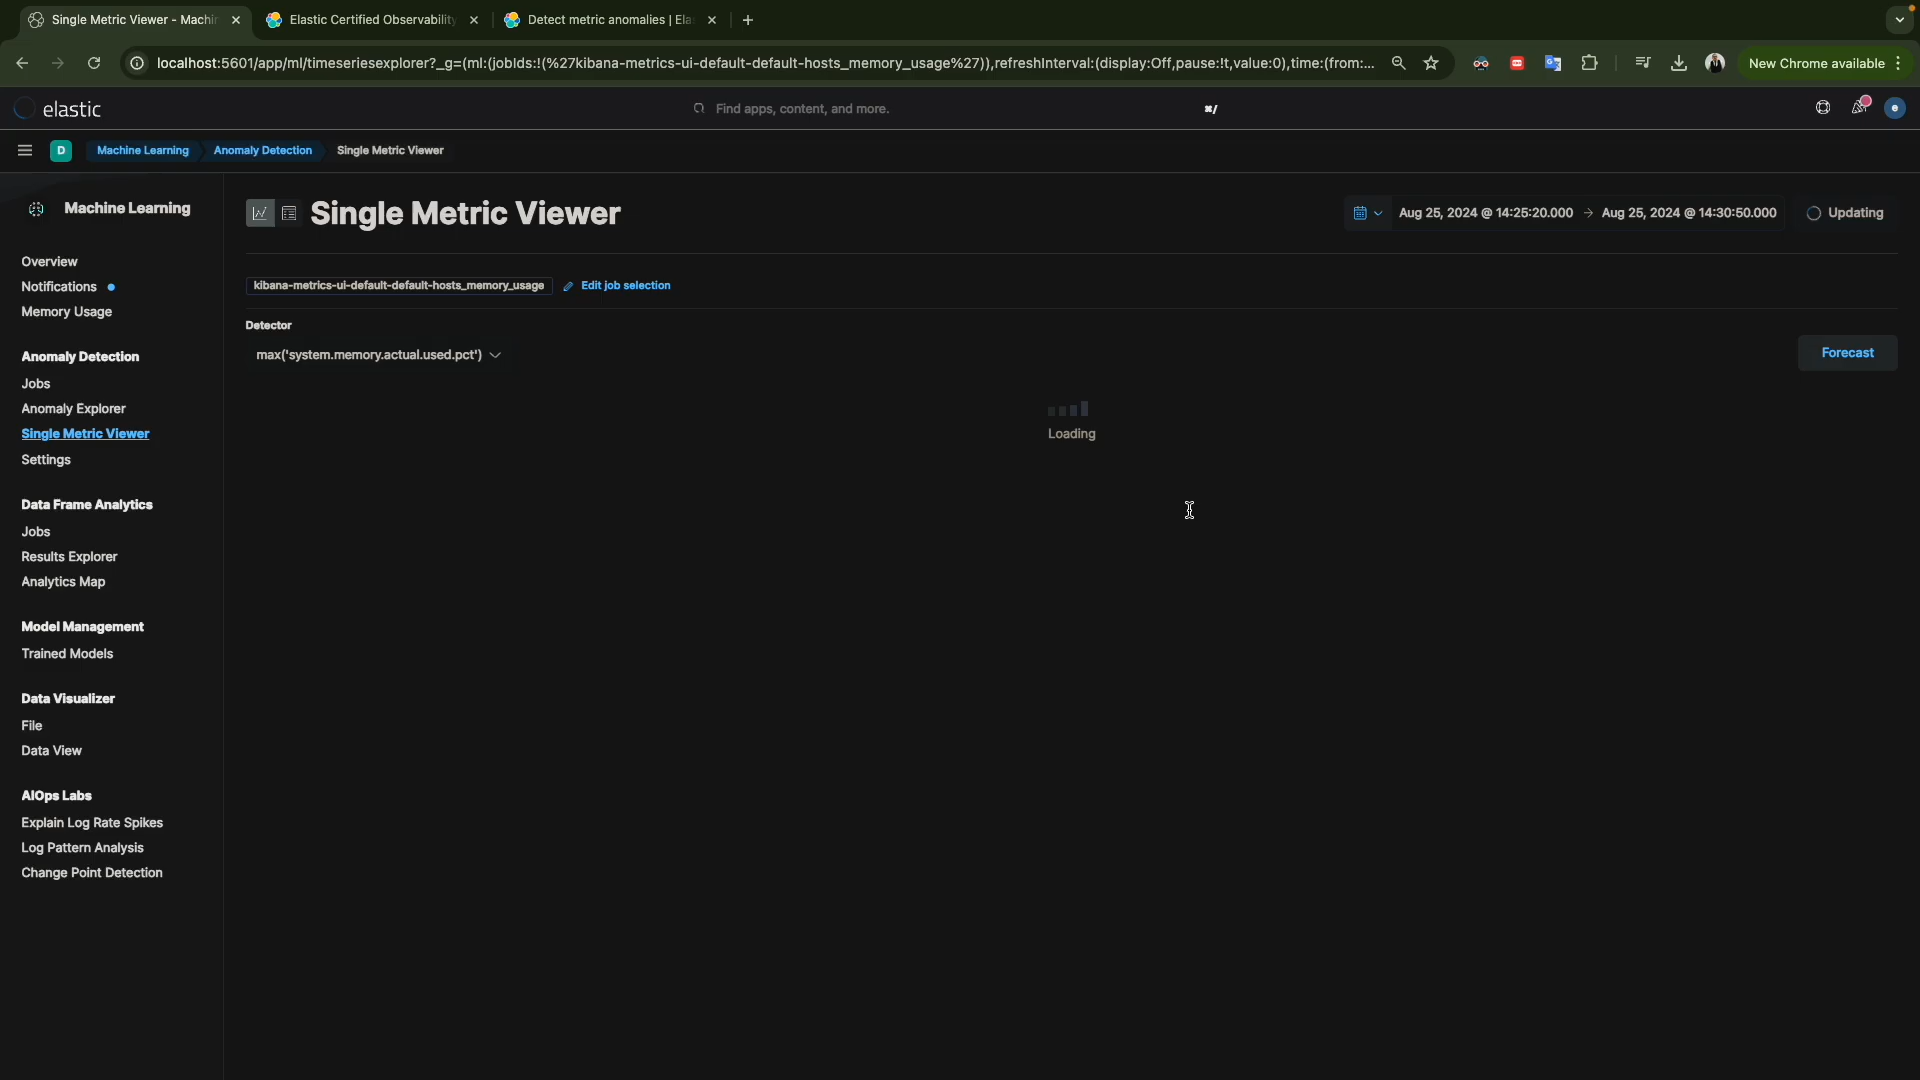 Single Metric Viewer - Machin
Elastic Certified Observability
Detect metric anomalies | Ela
localhost:5601/app/ml/timeseriesexplorer?_g=(ml:(jobIds:!(%27kibana-metrics-ui-default-default-hosts_memory_usage%27)),refreshInterval:(display:Off,pause:!t,value:0),time:(from:...
New Chrome available
elastic
Find apps, content, and more.
⌘/
e
D
Machine Learning
Anomaly Detection
Single Metric Viewer
Machine Learning
Single Metric Viewer
Aug 25, 2024 @ 14:25:20.000 → Aug 25, 2024 @ 14:30:50.000
Updating
Overview
Notifications
Memory Usage
kibana-metrics-ui-default-default-hosts_memory_usage
Edit job selection
Detector
max('system.memory.actual.used.pct')
Forecast
Loading
Anomaly Detection
Jobs
Anomaly Explorer
Single Metric Viewer
Settings
Data Frame Analytics
Jobs
Results Explorer
Analytics Map
Model Management
Trained Models
Data Visualizer
File
Data View
AIOps Labs
Explain Log Rate Spikes
Log Pattern Analysis
Change Point Detection